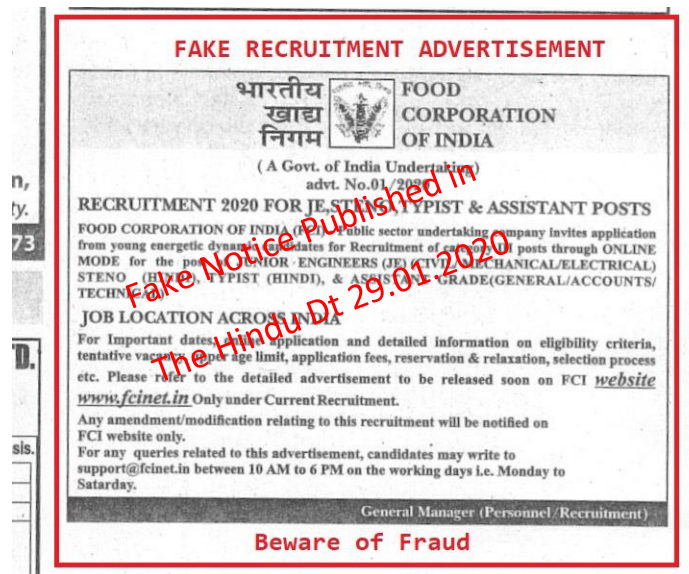 FAKE RECRUITMENT ADVERTISEMENT
भारतीय
खाद्य
निगम
FOOD
CORPORATION
OF INDIA
( A Govt. of India Undertaking)
advt. No.01/2020
RECRUITMENT 2020 FOR JE,STENO,TYPIST & ASSISTANT POSTS
FOOD CORPORATION OF INDIA (FCI), Public sector undertaking company invites application
from young energetic dynamic candidates for Recruitment of category posts through ONLINE
MODE for the post JUNIOR ENGINEERS (JE) (CIVIL/MECHANICAL/ELECTRICAL)
STENO (HINDI), TYPIST (HINDI), & ASSISTANT GRADE(GENERAL/ACCOUNTS/
TECHNICAL)
JOB LOCATION ACROSS INDIA
For Important dates, online application and detailed information on eligibility criteria,
tentative vacancy, upper age limit, application fees, reservation & relaxation, selection process
etc. Please refer to the detailed advertisement to be released soon on FCI website
www.fcinet.in Only under Current Recruitment.
Any amendment/modification relating to this recruitment will be notified on
FCI website only.
For any queries related to this advertisement, candidates may write to
support@fcinet.in between 10 AM to 6 PM on the working days i.e. Monday to
Satarday.
General Manager (Personnel/Recruitment)
Fake Notice Published in
The Hindu Dt 29.01.2020
Beware of Fraud
n,
ty.
73
D.
sis.